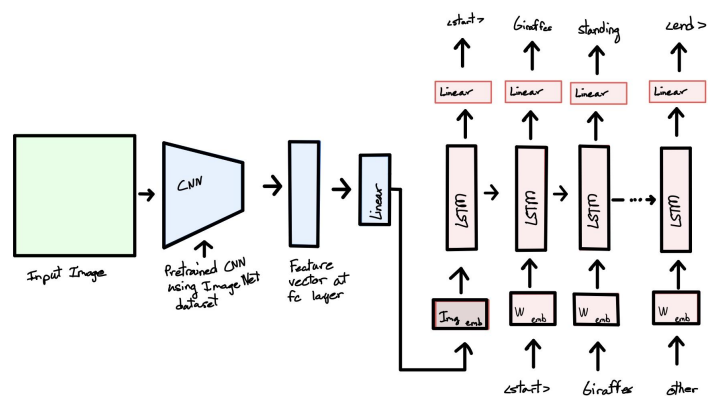 <start>
Giraffes
standing
<end>
Linear
Linear
Linear
Linear
CNN
Linear
LSTM
LSTM
LSTM
LSTM
Input Image
Pretrained CNN
using ImageNet
dataset
Feature
vector at
fc layer
Img emb
W emb
W emb
W emb
<start>
Giraffes
other